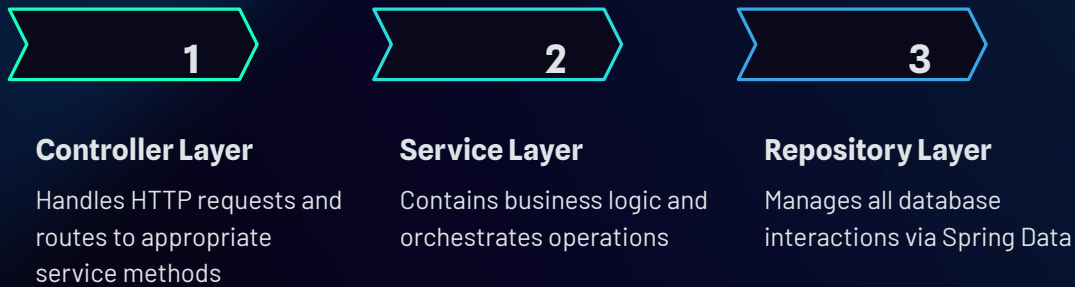 1
2
3
Controller Layer
Handles HTTP requests and
routes to appropriate
service methods
Service Layer
Contains business logic and
orchestrates operations
Repository Layer
Manages all database
interactions via Spring Data